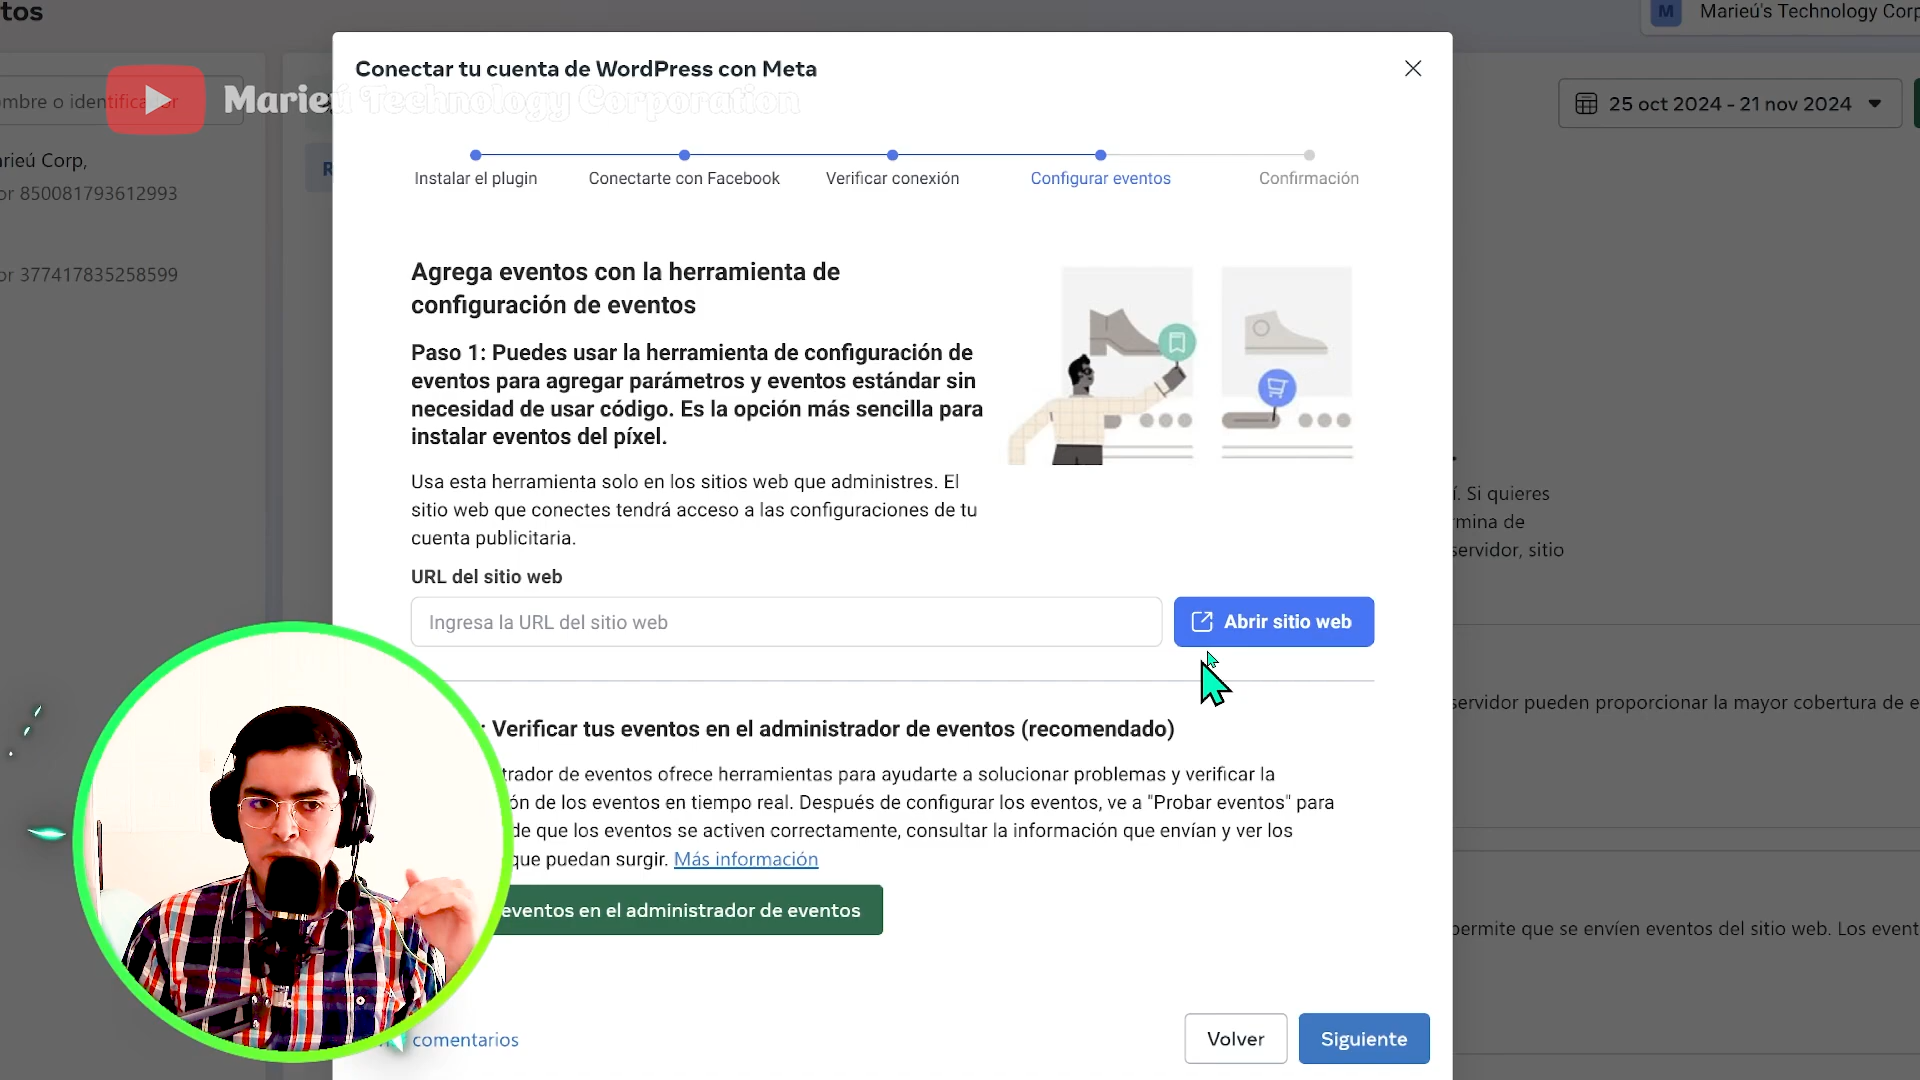 tos
M Marieú's Technology Corp
Conectar tu cuenta de WordPress con Meta
mbre o identificar
Marieú Technology Corporation
25 oct 2024 - 21 nov 2024
rieú Corp,
or 850081793612993
R
Instalar el plugin
Conectarte con Facebook
Verificar conexión
Configurar eventos
Confirmación
or 377417835258599
Agrega eventos con la herramienta de
configuración de eventos
Paso 1: Puedes usar la herramienta de configuración de
eventos para agregar parámetros y eventos estándar sin
necesidad de usar código. Es la opción más sencilla para
instalar eventos del píxel.
Usa esta herramienta solo en los sitios web que administres. El
sitio web que conectes tendrá acceso a las configuraciones de tu
cuenta publicitaria.
í. Si quieres
rmina de
servidor, sitio
URL del sitio web
Ingresa la URL del sitio web
Abrir sitio web
: Verificar tus eventos en el administrador de eventos (recomendado)
servidor pueden proporcionar la mayor cobertura de e
trador de eventos ofrece herramientas para ayudarte a solucionar problemas y verificar la
ón de los eventos en tiempo real. Después de configurar los eventos, ve a "Probar eventos" para
de que los eventos se activen correctamente, consultar la información que envían y ver los
que puedan surgir. Más información
eventos en el administrador de eventos
permite que se envíen eventos del sitio web. Los event
comentarios
Volver
Siguiente